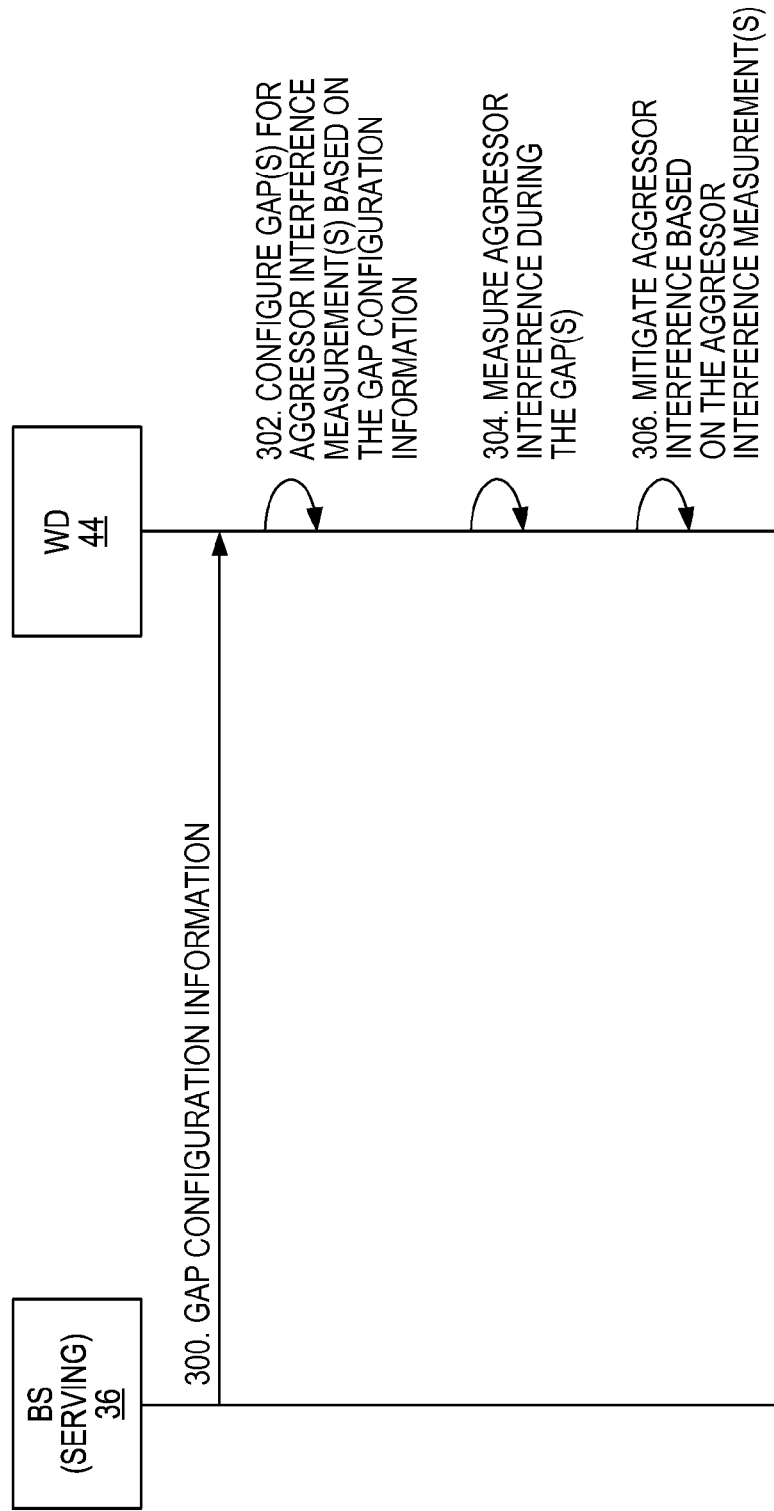 BS
(SERVING)
36
WD
44
300. GAP CONFIGURATION INFORMATION
302. CONFIGURE GAP(S) FOR
AGGRESSOR INTERFERENCE
MEASUREMENT(S) BASED ON
THE GAP CONFIGURATION
INFORMATION
304. MEASURE AGGRESSOR
INTERFERENCE DURING
THE GAP(S)
306. MITIGATE AGGRESSOR
INTERFERENCE BASED
ON THE AGGRESSOR
INTERFERENCE MEASUREMENT(S)